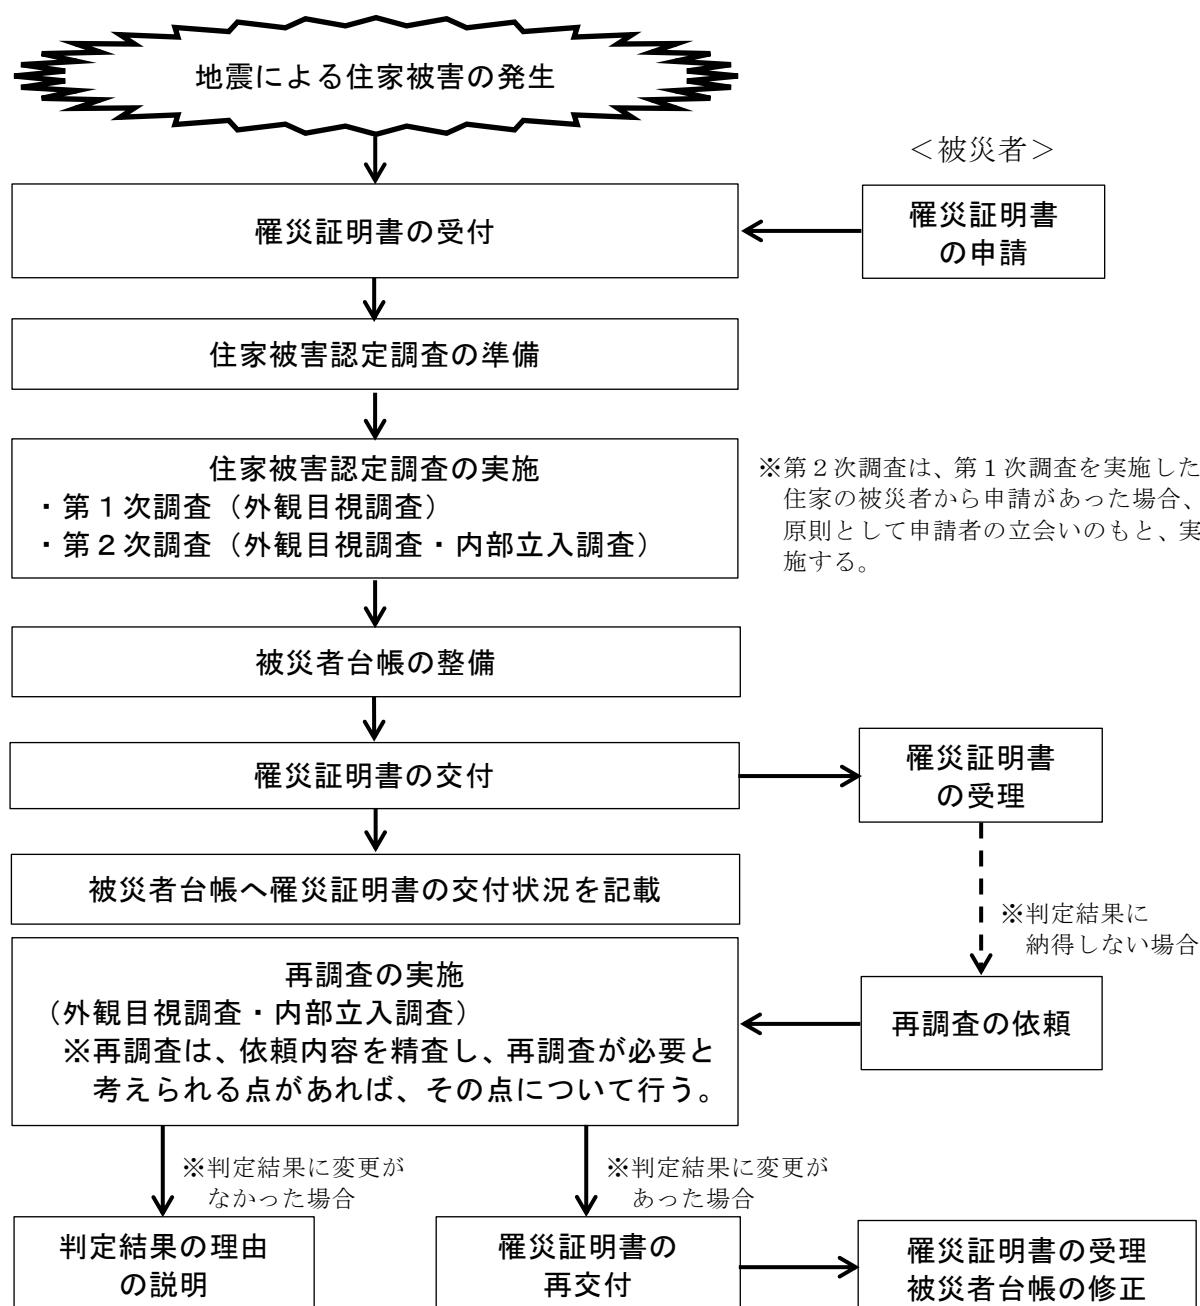 地震による住家被害の発生
＜被災者＞
罹災証明書の受付
罹災証明書
の申請
住家被害認定調査の準備
住家被害認定調査の実施
・第１次調査（外観目視調査）
・第２次調査（外観目視調査・内部立入調査）
※第２次調査は、第１次調査を実施した
住家の被災者から申請があった場合、
原則として申請者の立会いのもと、実
施する。
被災者台帳の整備
罹災証明書の交付
罹災証明書
の受理
被災者台帳へ罹災証明書の交付状況を記載
※判定結果に
納得しない場合
再調査の実施
（外観目視調査・内部立入調査）
※再調査は、依頼内容を精査し、再調査が必要と
考えられる点があれば、その点について行う。
再調査の依頼
※判定結果に変更が
なかった場合
※判定結果に変更が
あった場合
判定結果の理由
の説明
罹災証明書の
再交付
罹災証明書の受理
被災者台帳の修正